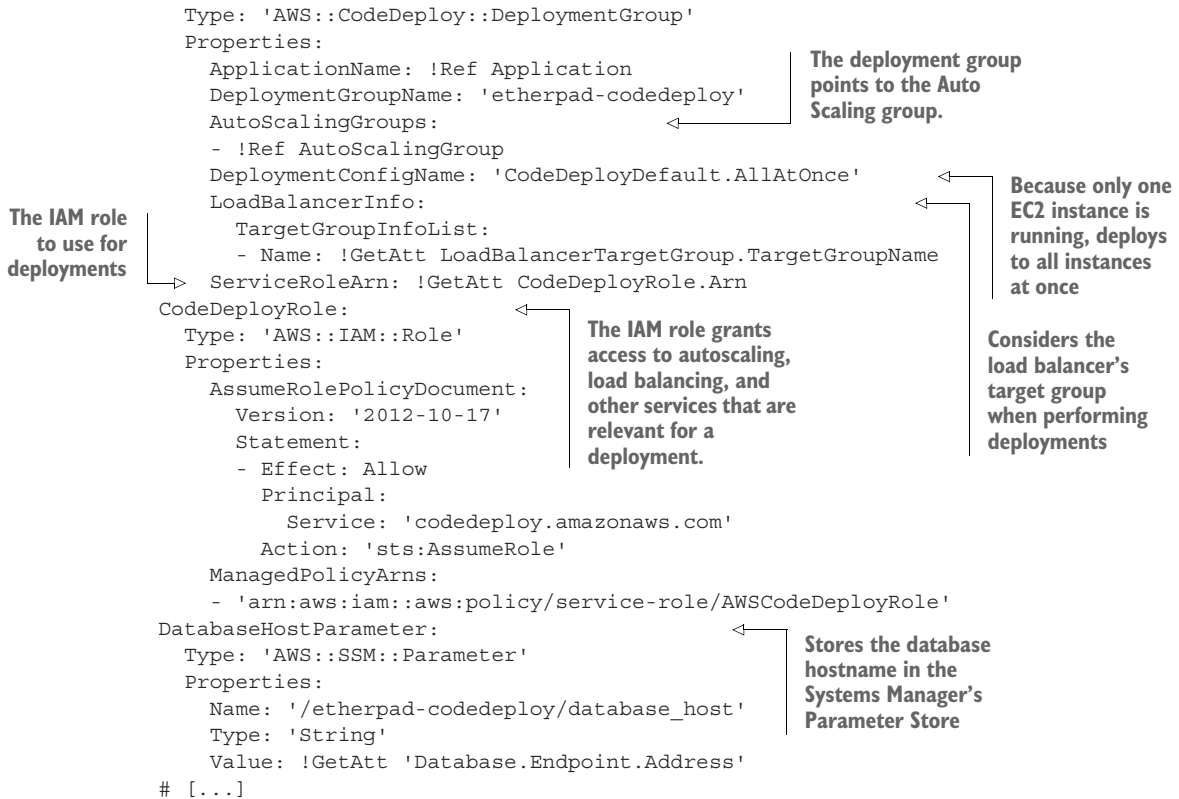 Type: 'AWS::CodeDeploy::DeploymentGroup'
Properties:
ApplicationName: !Ref Application
DeploymentGroupName: 'etherpad-codedeploy'
AutoScalingGroups:
- !Ref AutoScalingGroup
DeploymentConfigName: 'CodeDeployDefault.AllAtOnce'
LoadBalancerInfo:
TargetGroupInfoList:
- Name: !GetAtt LoadBalancerTargetGroup.TargetGroupName
ServiceRoleArn: !GetAtt CodeDeployRole.Arn
CodeDeployRole:
Type: 'AWS::IAM::Role'
Properties:
AssumeRolePolicyDocument:
Version: '2012-10-17'
Statement:
- Effect: Allow
Principal:
Service: 'codedeploy.amazonaws.com'
Action: 'sts:AssumeRole'
ManagedPolicyArns:
- 'arn:aws:iam::aws:policy/service-role/AWSCodeDeployRole'
DatabaseHostParameter:
Type: 'AWS::SSM::Parameter'
Properties:
Name: '/etherpad-codedeploy/database_host'
Type: 'String'
Value: !GetAtt 'Database.Endpoint.Address'
# [...]
The deployment group
points to the Auto
Scaling group.
Because only one
EC2 instance is
running, deploys
to all instances
at once
The IAM role
to use for
deployments
Considers the
load balancer's
target group
when performing
deployments
The IAM role grants
access to autoscaling,
load balancing, and
other services that are
relevant for a
deployment.
Stores the database
hostname in the
Systems Manager's
Parameter Store